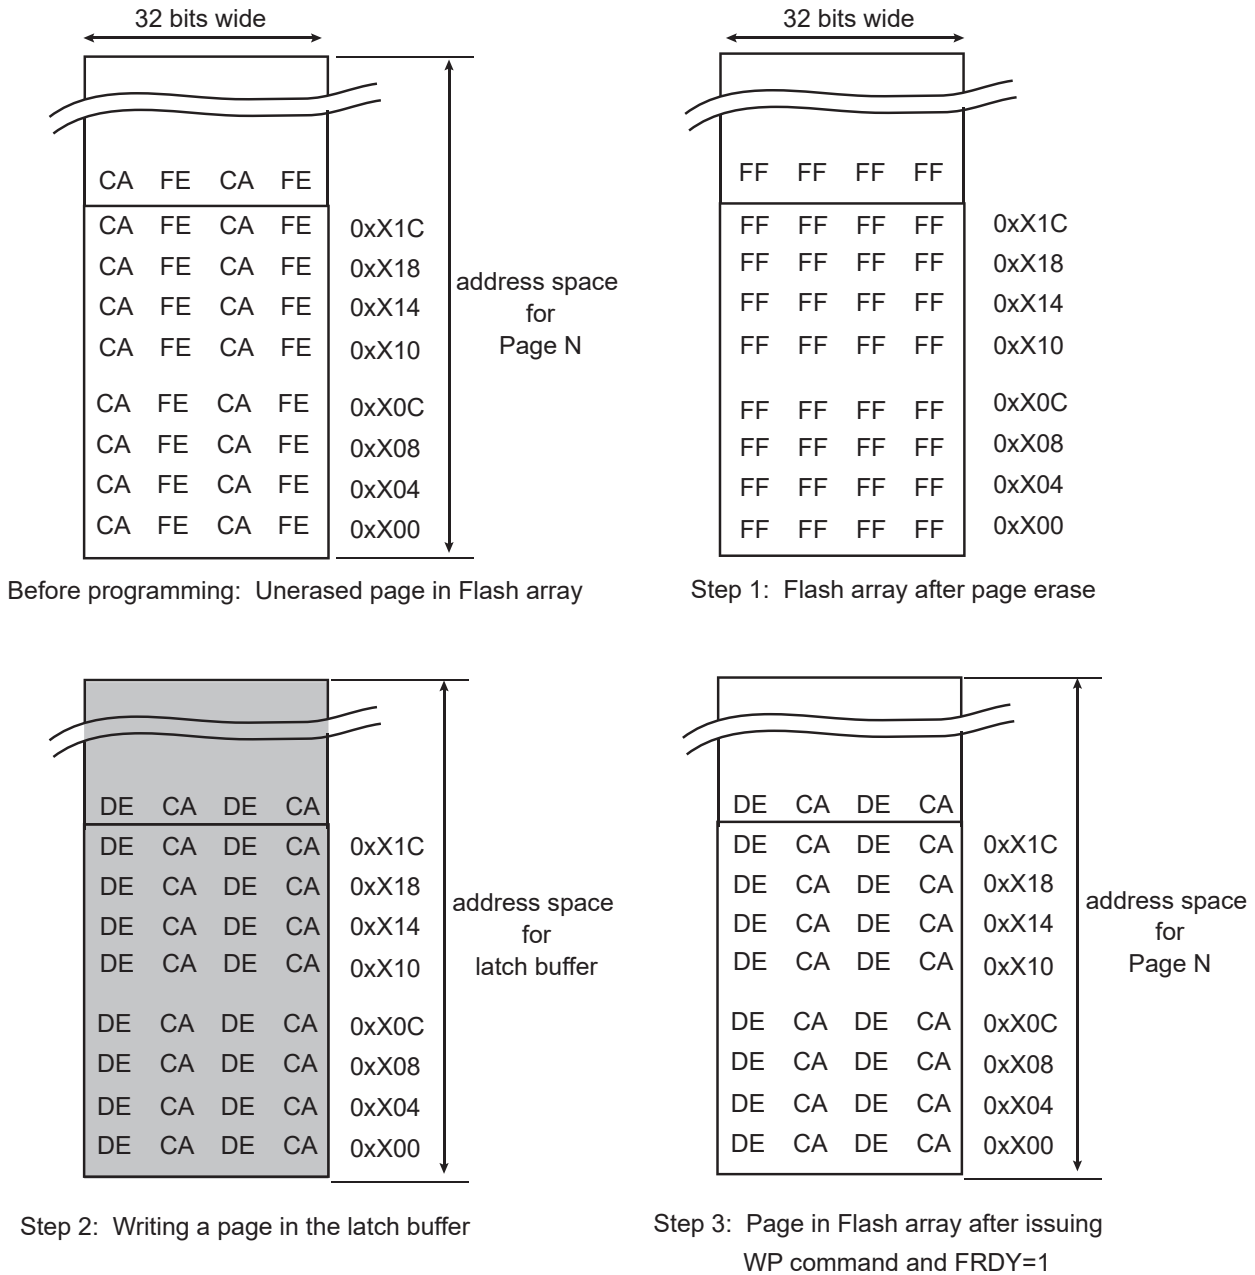 32 bits wide
CA FE CA FE
CA FE CA FE 0xX1C
CA FE CA FE 0xX18
CA FE CA FE 0xX14
CA FE CA FE 0xX10
CA FE CA FE 0xX0C
CA FE CA FE 0xX08
CA FE CA FE 0xX04
CA FE CA FE 0xX00
address space
for
Page N
Before programming: Unerased page in Flash array
32 bits wide
FF FF FF FF
FF FF FF FF 0xX1C
FF FF FF FF 0xX18
FF FF FF FF 0xX14
FF FF FF FF 0xX10
FF FF FF FF 0xX0C
FF FF FF FF 0xX08
FF FF FF FF 0xX04
FF FF FF FF 0xX00
Step 1: Flash array after page erase
DE CA DE CA
DE CA DE CA 0xX1C
DE CA DE CA 0xX18
DE CA DE CA 0xX14
DE CA DE CA 0xX10
DE CA DE CA 0xX0C
DE CA DE CA 0xX08
DE CA DE CA 0xX04
DE CA DE CA 0xX00
address space
for
latch buffer
Step 2: Writing a page in the latch buffer
DE CA DE CA
DE CA DE CA 0xX1C
DE CA DE CA 0xX18
DE CA DE CA 0xX14
DE CA DE CA 0xX10
DE CA DE CA 0xX0C
DE CA DE CA 0xX08
DE CA DE CA 0xX04
DE CA DE CA 0xX00
address space
for
Page N
Step 3: Page in Flash array after issuing
WP command and FRDY=1